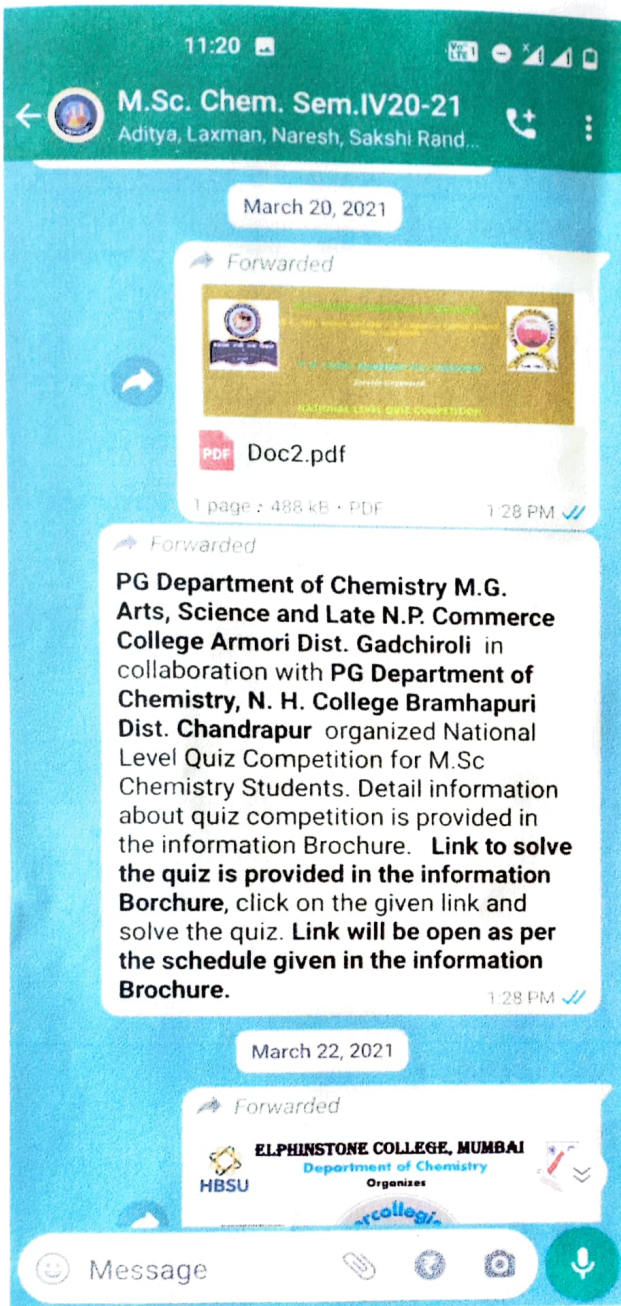 11:20
M.Sc. Chem. Sem.IV20-21
Aditya, Laxman, Naresh, Sakshi Rand...
March 20, 2021
Forwarded
NATIONAL LEVEL QUIZ COMPETITION
PDF Doc2.pdf
1 page · 488 kB · PDF 1:28 PM
Forwarded
PG Department of Chemistry M.G.
Arts, Science and Late N.P. Commerce
College Armori Dist. Gadchiroli in
collaboration with PG Department of
Chemistry, N. H. College Bramhapuri
Dist. Chandrapur organized National
Level Quiz Competition for M.Sc
Chemistry Students. Detail information
about quiz competition is provided in
the information Brochure. Link to solve
the quiz is provided in the information
Borchure, click on the given link and
solve the quiz. Link will be open as per
the schedule given in the information
Brochure.
1:28 PM
March 22, 2021
Forwarded
HBSU
ELPHINSTONE COLLEGE, MUMBAI
Department of Chemistry
Organizes
Message